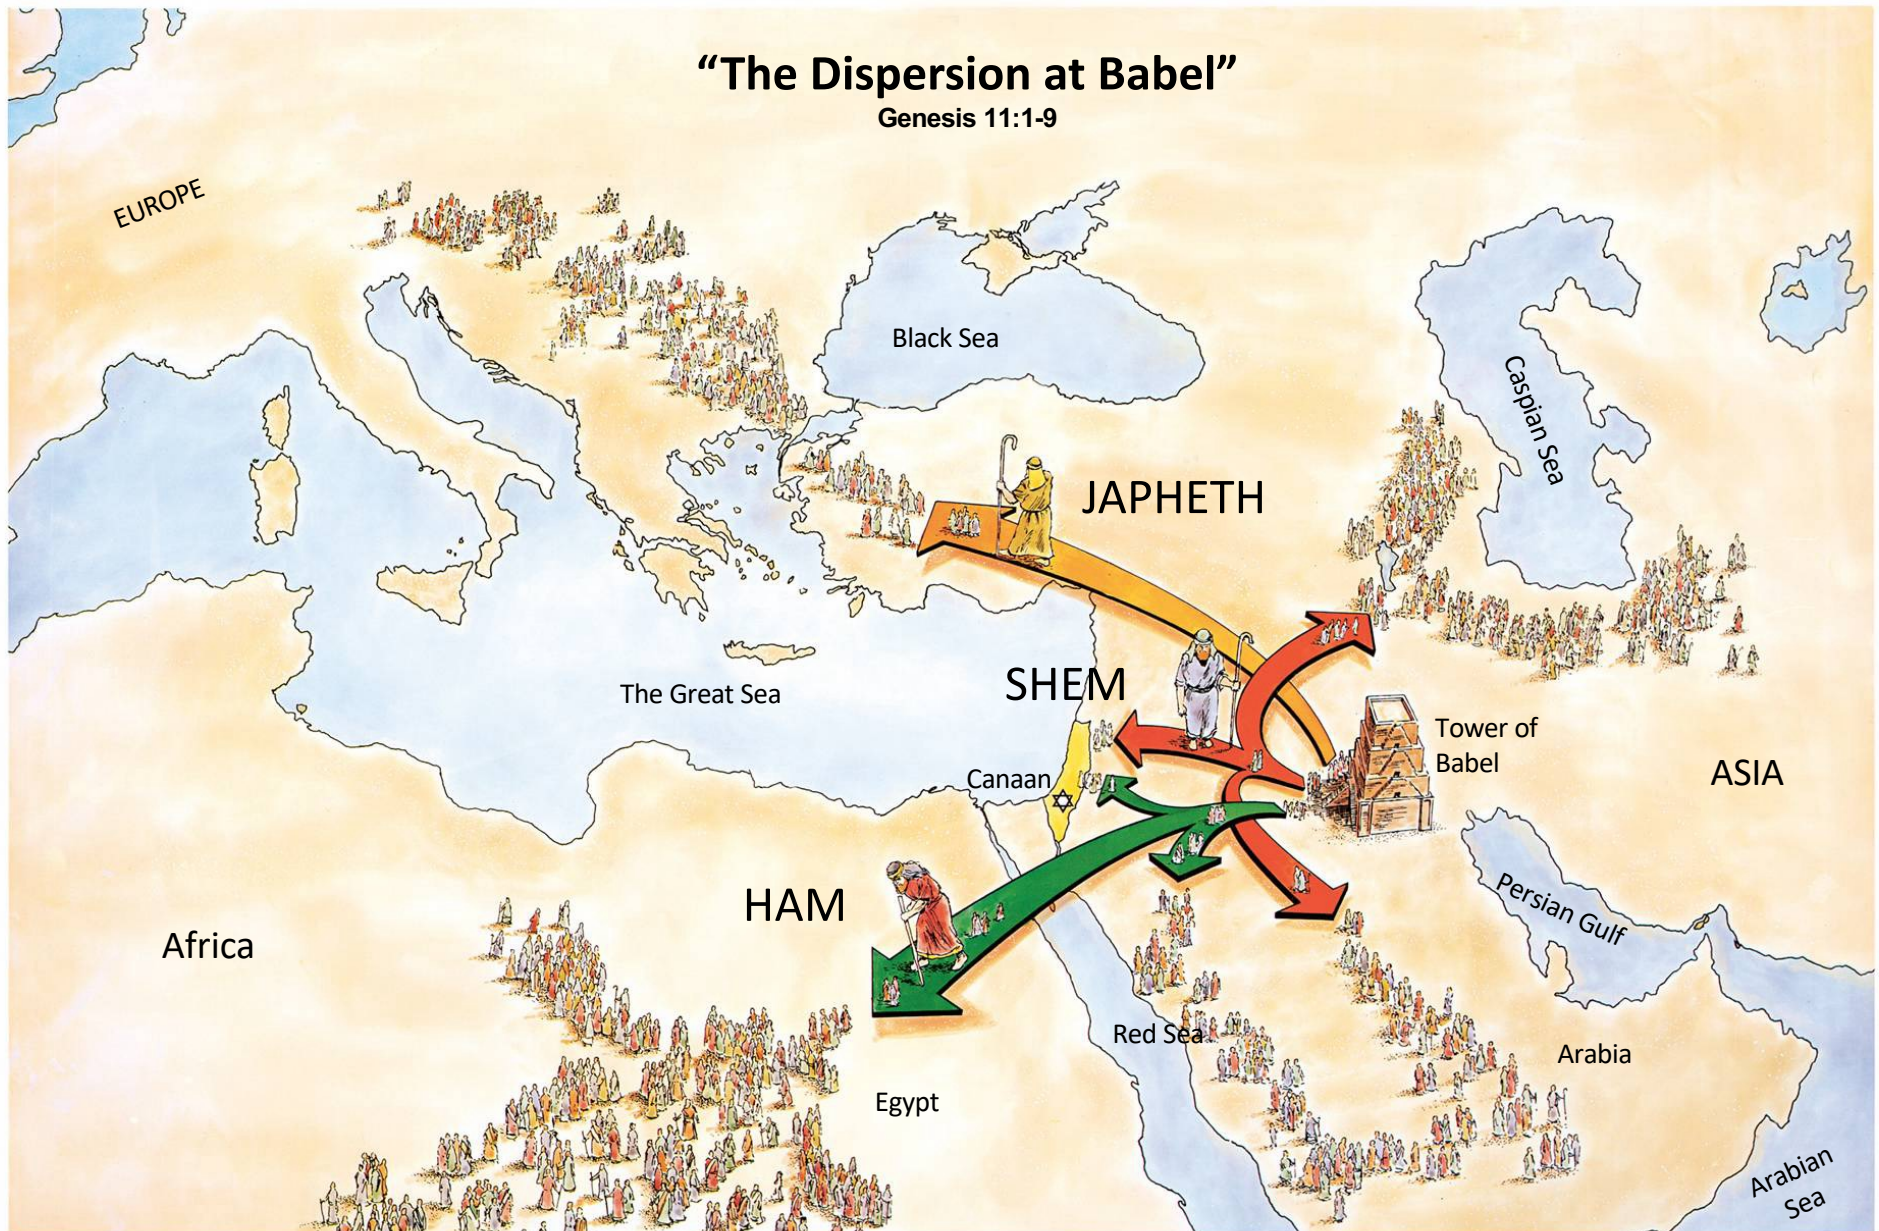 “The Dispersion at Babel”
Genesis 11:1-9
EUROPE
Black Sea
Caspian Sea
JAPHETH
SHEM
The Great Sea
Tower of
Babel
Canaan
ASIA
HAM
Africa
Persian Gulf
Red Sea
Arabia
Egypt
Arabian
Sea